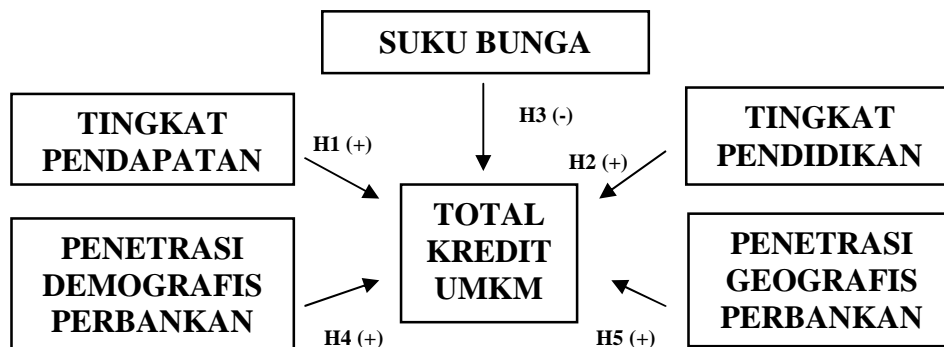 SUKU BUNGA
TINGKAT
PENDAPATAN
H1 (+)
H3 (-)
H2 (+)
TINGKAT
PENDIDIKAN
TOTAL
KREDIT
UMKM
PENETRASI
DEMOGRAFIS
PERBANKAN
H4 (+)
H5 (+)
PENETRASI
GEOGRAFIS
PERBANKAN